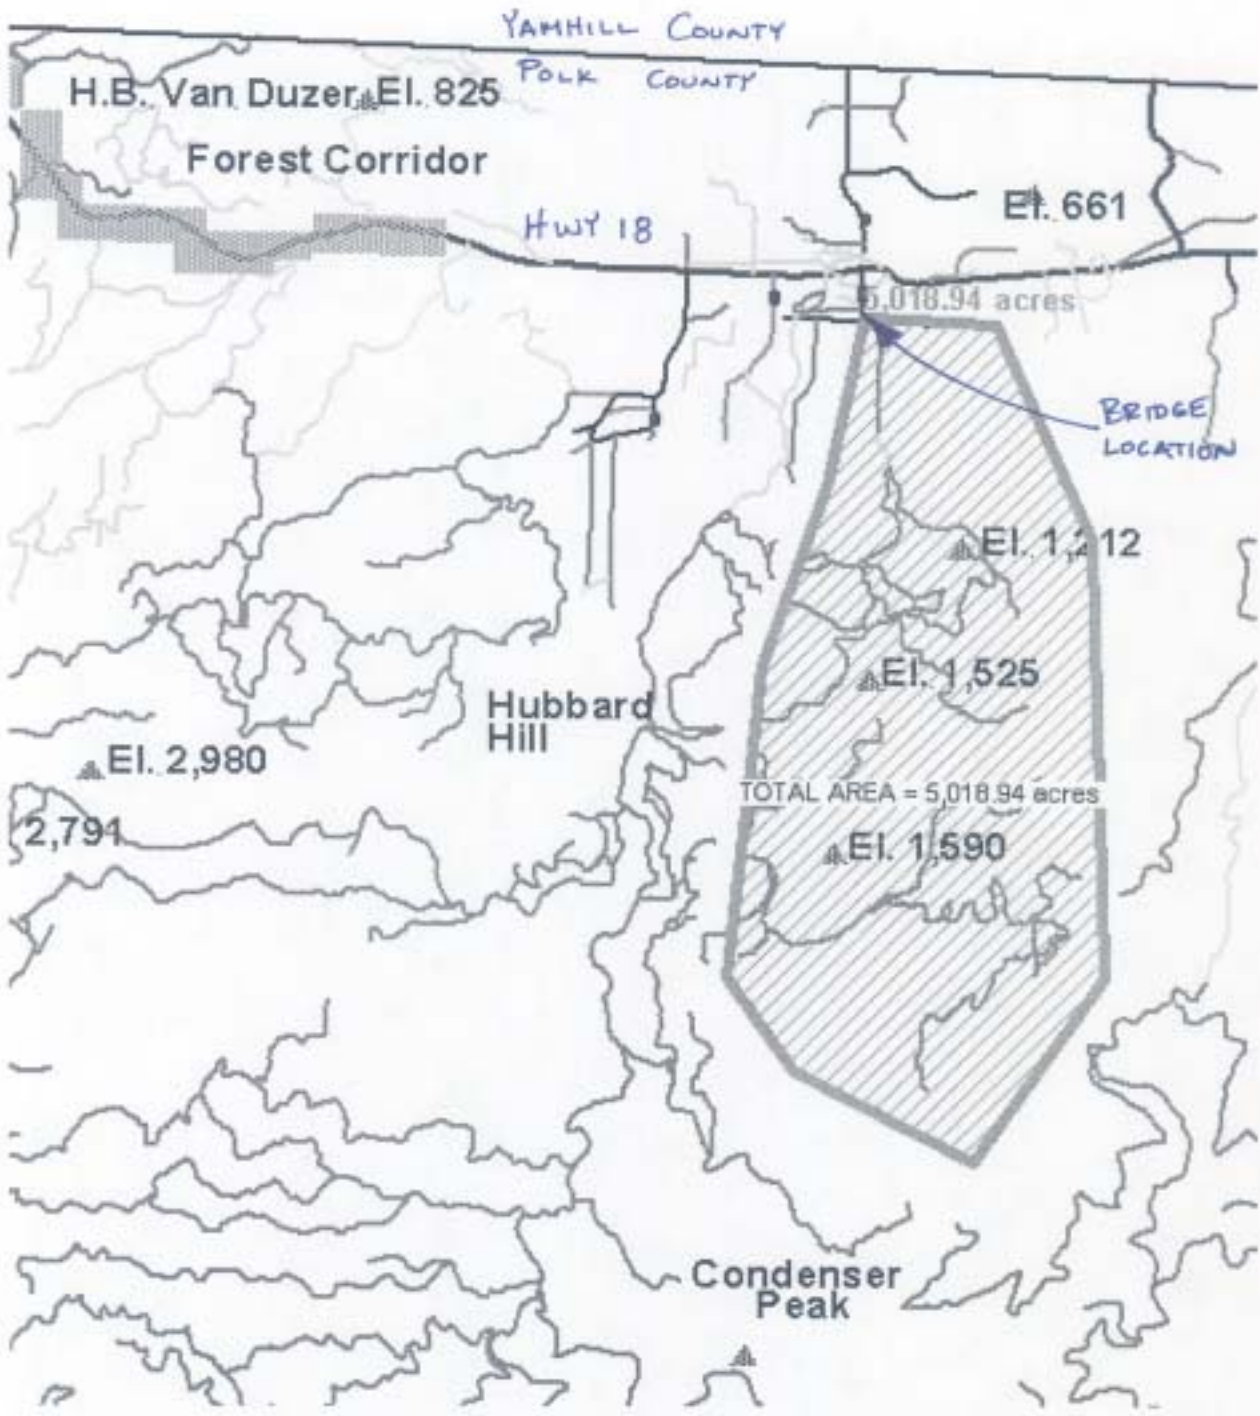 YAMHILL COUNTY
POLK COUNTY
H.B. Van Duzer El. 825
Forest Corridor
El. 661
HWY 18
5,018.94 acres
BRIDGE
LOCATION
El. 1,212
El. 1,525
Hubbard
Hill
El. 2,980
TOTAL AREA = 5,018.94 acres
2,791
El. 1,590
Condenser
Peak